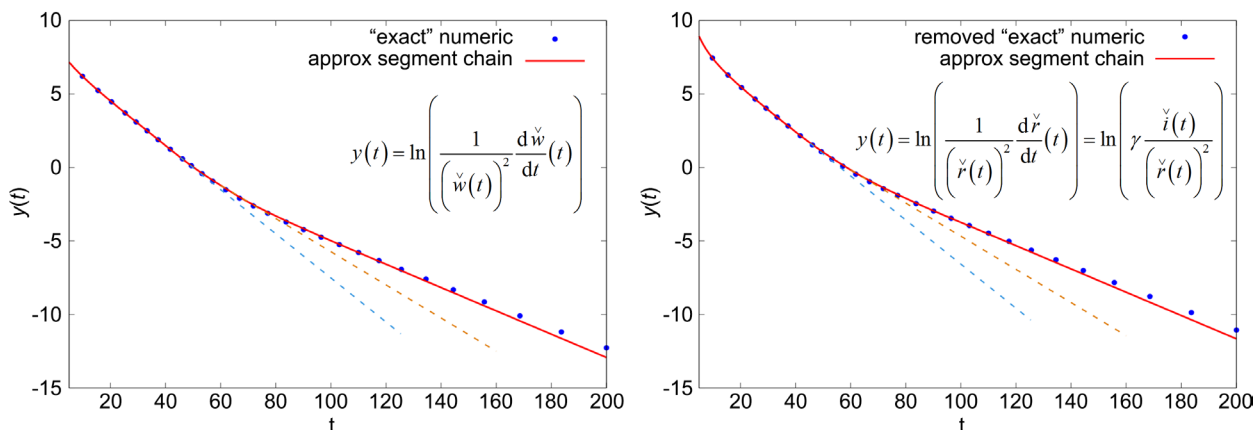 10
5
0
-5
-10
-15
y(t)
20 40 60 80 100 120 140 160 180 200
t
“exact” numeric
approx segment chain
y(t) = ln( 1/(w̌(t))² dw̌/dt (t) )
10
5
0
-5
-10
-15
y(t)
20 40 60 80 100 120 140 160 180 200
t
removed “exact” numeric
approx segment chain
y(t) = ln( 1/(ř(t))² dř/dt (t) ) = ln( γ ǐ(t)/(ř(t))² )